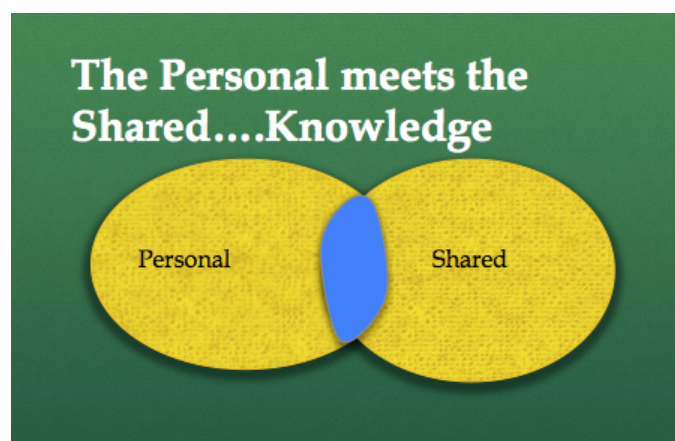 The Personal meets the
Shared....Knowledge
Personal
Shared